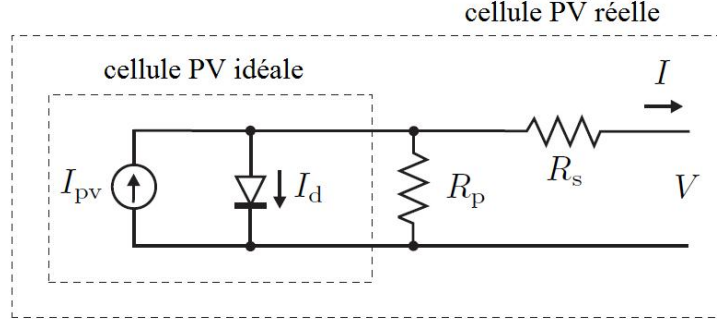 cellule PV réelle
cellule PV idéale
I
I_pv
I_d
R_p
R_s
V